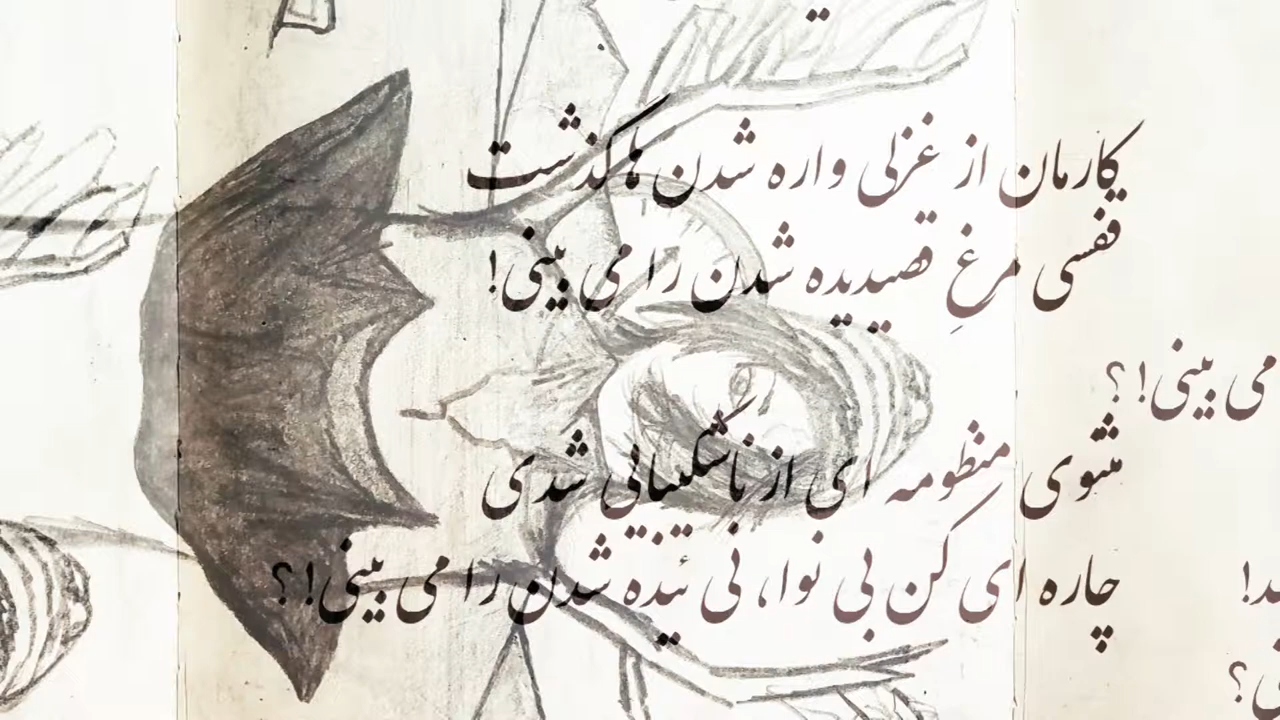 کارمان از غزلی واره شدن ها گذشت
قفسی مرغِ قصیدیده شدن را می بینی!
می بینی! ؟
مثنوی منظومه ای از ناشکیبایی شدی
چاره ای کن بی نوا، نی ئیده شدن را می بینی! ؟